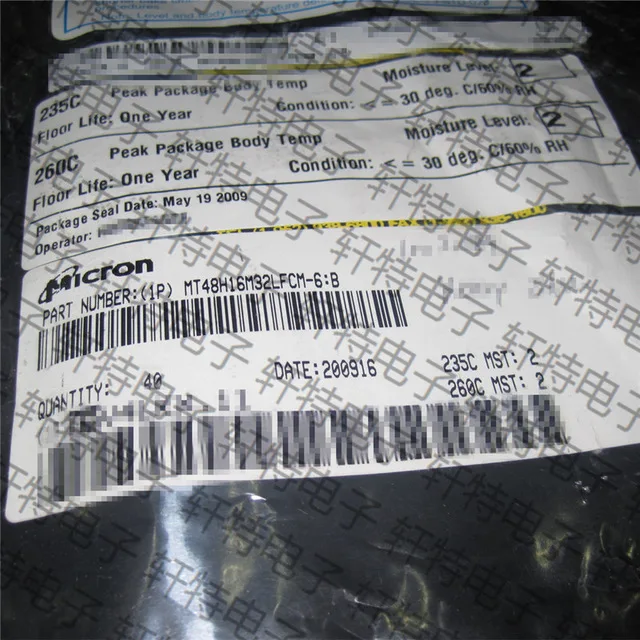 235C Peak Package Body Temp Moisture Level 2
Floor Life: One Year Condition: <= 30 deg. C/60% RH
260C Peak Package Body Temp Moisture Level: 2
Floor Life: One Year Condition: <= 30 deg. C/60% RH
Package Seal Date: May 19 2009
Operator:
Micron
PART NUMBER:(1P) MT48H16M32LFCM-6:B
QUANTITY: 40 DATE:200916 235C MST: 2
260C MST: 2
轩特电子